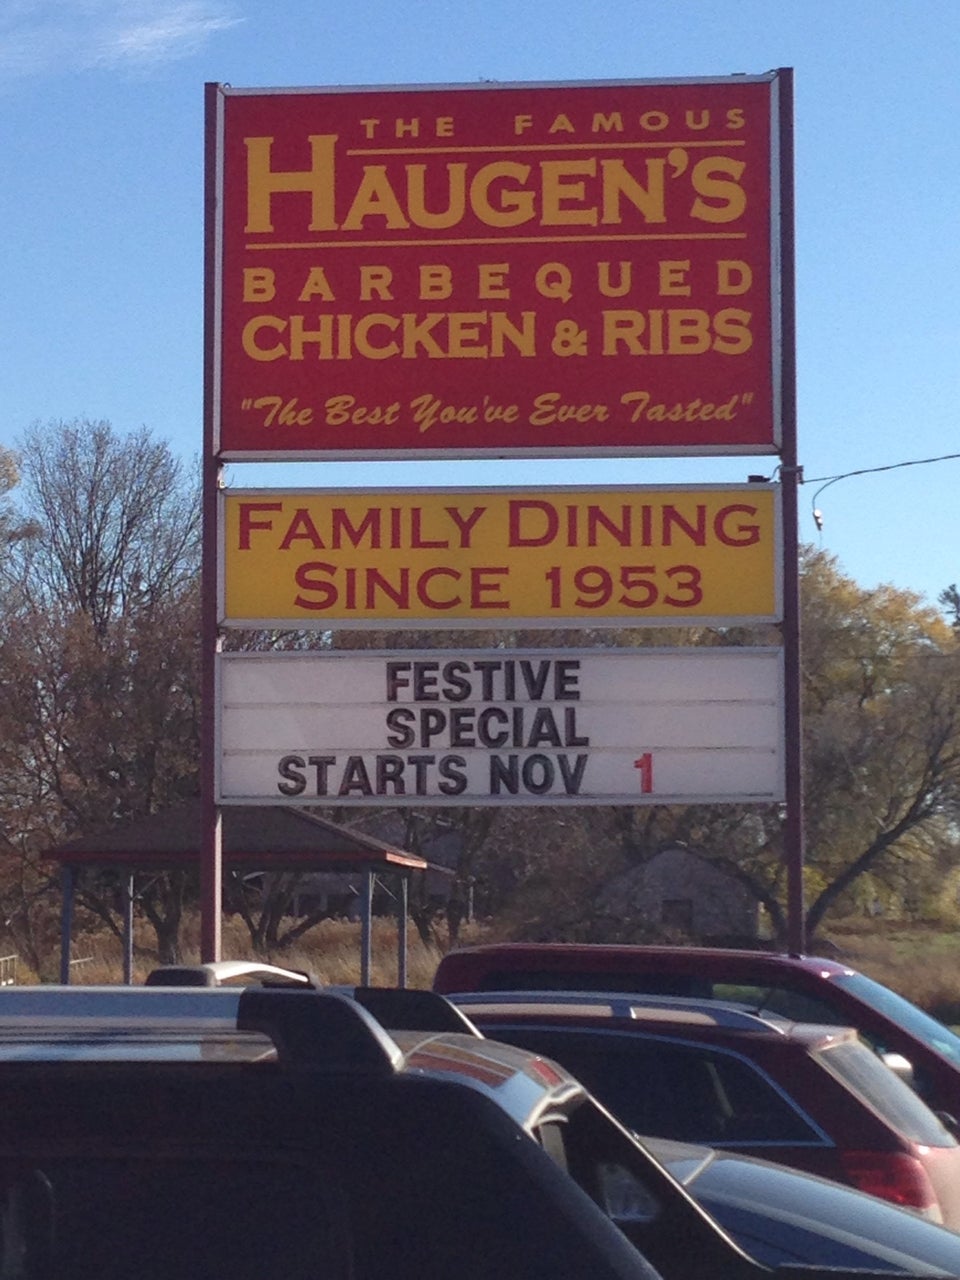 THE FAMOUS
HAUGEN'S
BARBEQUED
CHICKEN & RIBS
"The Best You've Ever Tasted"
FAMILY DINING
SINCE 1953
FESTIVE
SPECIAL
STARTS NOV 1